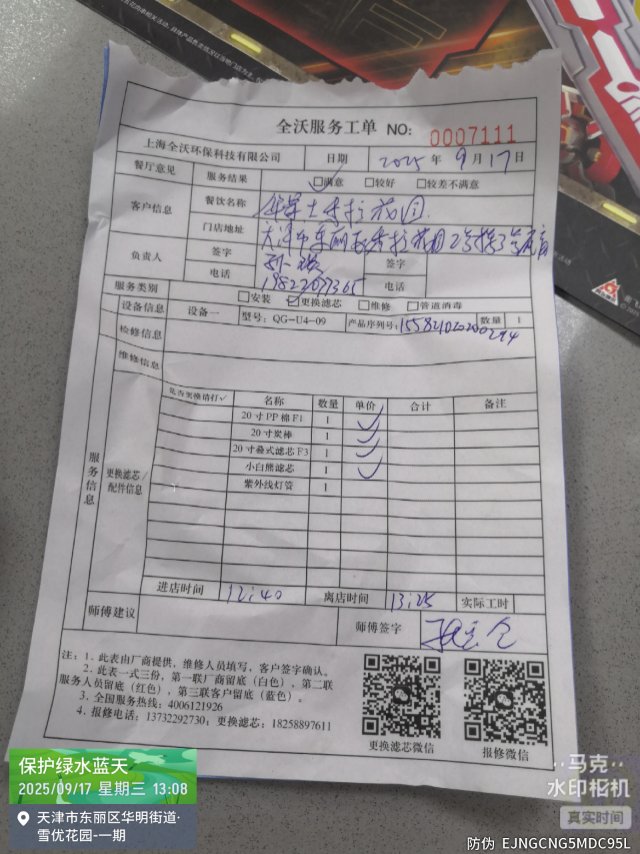 全沃服务工单 NO: 0007111
上海全沃环保科技有限公司 日期 2025 年 9 月 17 日
餐厅意见 服务结果 □满意 □较好 □较差不满意
客户信息 餐饮名称
门店地址
负责人 签字 签字
电话 19822079365 电话
服务类别 □安装 □更换滤芯 □维修 □管道消毒
设备信息 设备一 型号: QG-U4-09 产品序列号: 数量 1
检修信息
维修信息
服务信息
更换滤芯/配件信息
是否更换请打✓ 名称 数量 单价 合计 备注
20寸PP棉F1 1 ✓
20寸炭棒 1 ✓
20寸叠式滤芯F3 1 ✓
小白熊滤芯 1 ✓
紫外线灯管 1
进店时间 12:40 离店时间 13:25 实际工时
师傅建议 师傅签字
注: 1、此表由厂商提供, 维修人员填写, 客户签字确认。
2、此表一式三份, 第一联厂商留底 (白色), 第二联
服务人员留底 (红色), 第三联客户留底 (蓝色)。
3、全国服务热线: 4006121926
4、报修电话: 13732292730; 更换滤芯: 18258897611
更换滤芯微信 报修微信
保护绿水蓝天
2025/09/17 星期三 13:08
天津市东丽区华明街道·
雪优花园-一期
马克
水印相机
真实时间
防伪 EJNGCNG5MDC95L